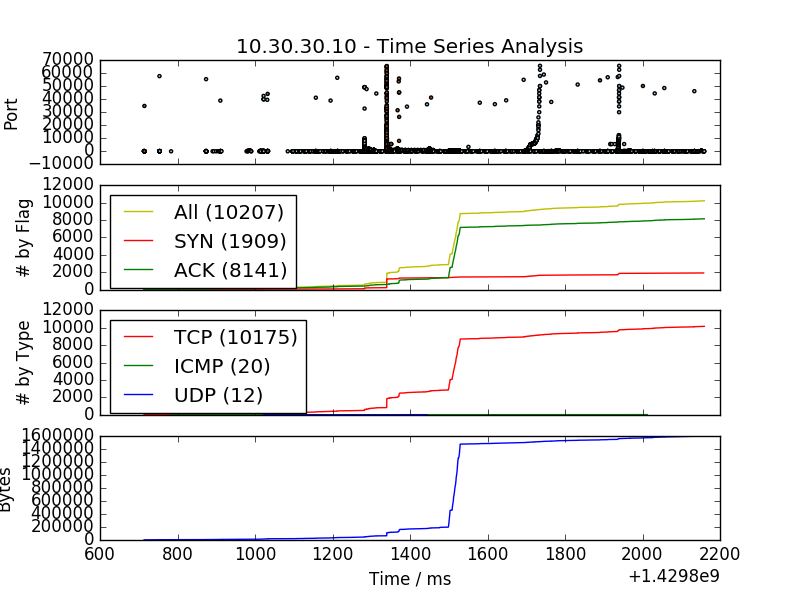 10.30.30.10 - Time Series Analysis
70000
60000
50000
40000
30000
20000
10000
0
−10000
Port
12000
10000
8000
6000
4000
2000
0
# by Flag
All (10207)
SYN (1909)
ACK (8141)
12000
10000
8000
6000
4000
2000
0
# by Type
TCP (10175)
ICMP (20)
UDP (12)
1600000
1400000
1200000
1000000
800000
600000
400000
200000
0
Bytes
600 800 1000 1200 1400 1600 1800 2000 2200
Time / ms
+1.4298e9